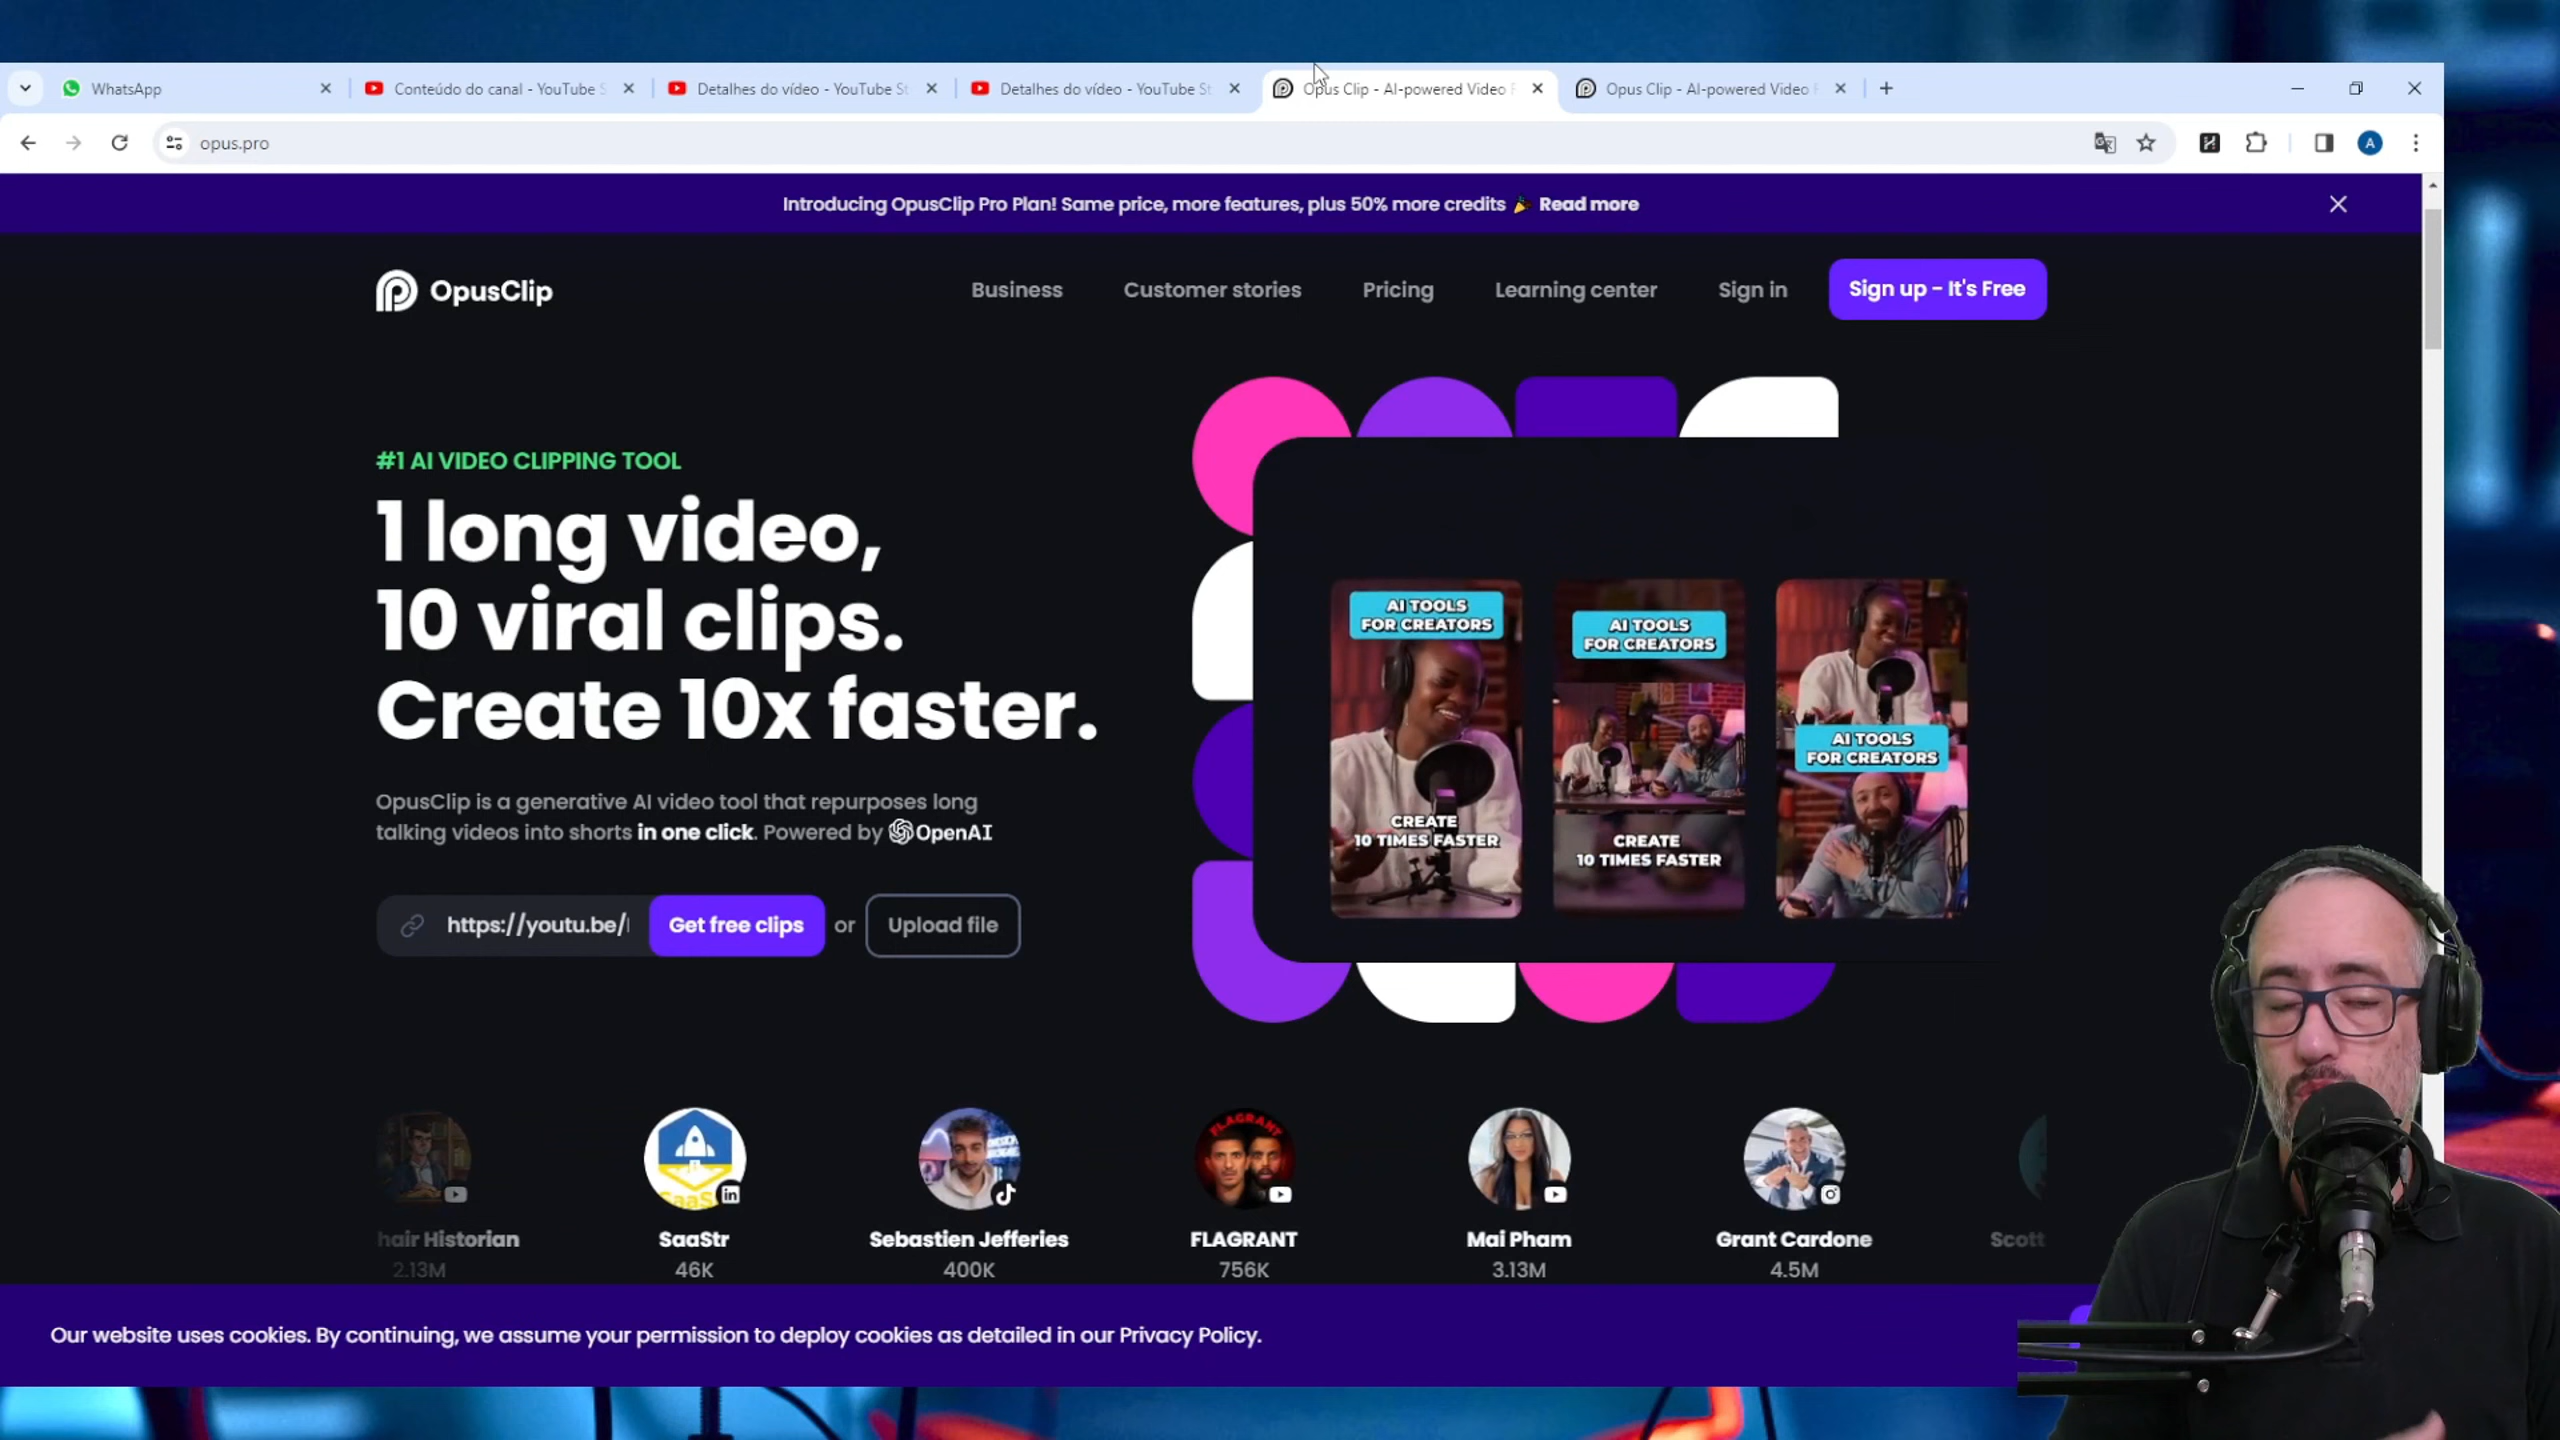 WhatsApp
Conteúdo do canal - YouTube S
Detalhes do vídeo - YouTube St
Detalhes do vídeo - YouTube St
Opus Clip - AI-powered Video
Opus Clip - AI-powered Video
opus.pro
A
Introducing OpusClip Pro Plan! Same price, more features, plus 50% more credits 🎉 Read more
OpusClip
Business
Customer stories
Pricing
Learning center
Sign in
Sign up - It's Free
#1 AI VIDEO CLIPPING TOOL
1 long video,
10 viral clips.
Create 10x faster.
OpusClip is a generative AI video tool that repurposes long
talking videos into shorts in one click. Powered by OpenAI
https://youtu.be/
Get free clips
or
Upload file
AI TOOLS
FOR CREATORS
CREATE
10 TIMES FASTER
AI TOOLS
FOR CREATORS
CREATE
10 TIMES FASTER
AI TOOLS
FOR CREATORS
FLAGRANT
hair Historian
2.13M
SaaStr
46K
Sebastien Jefferies
400K
FLAGRANT
756K
Mai Pham
3.13M
Grant Cardone
4.5M
Scott
Our website uses cookies. By continuing, we assume your permission to deploy cookies as detailed in our Privacy Policy.